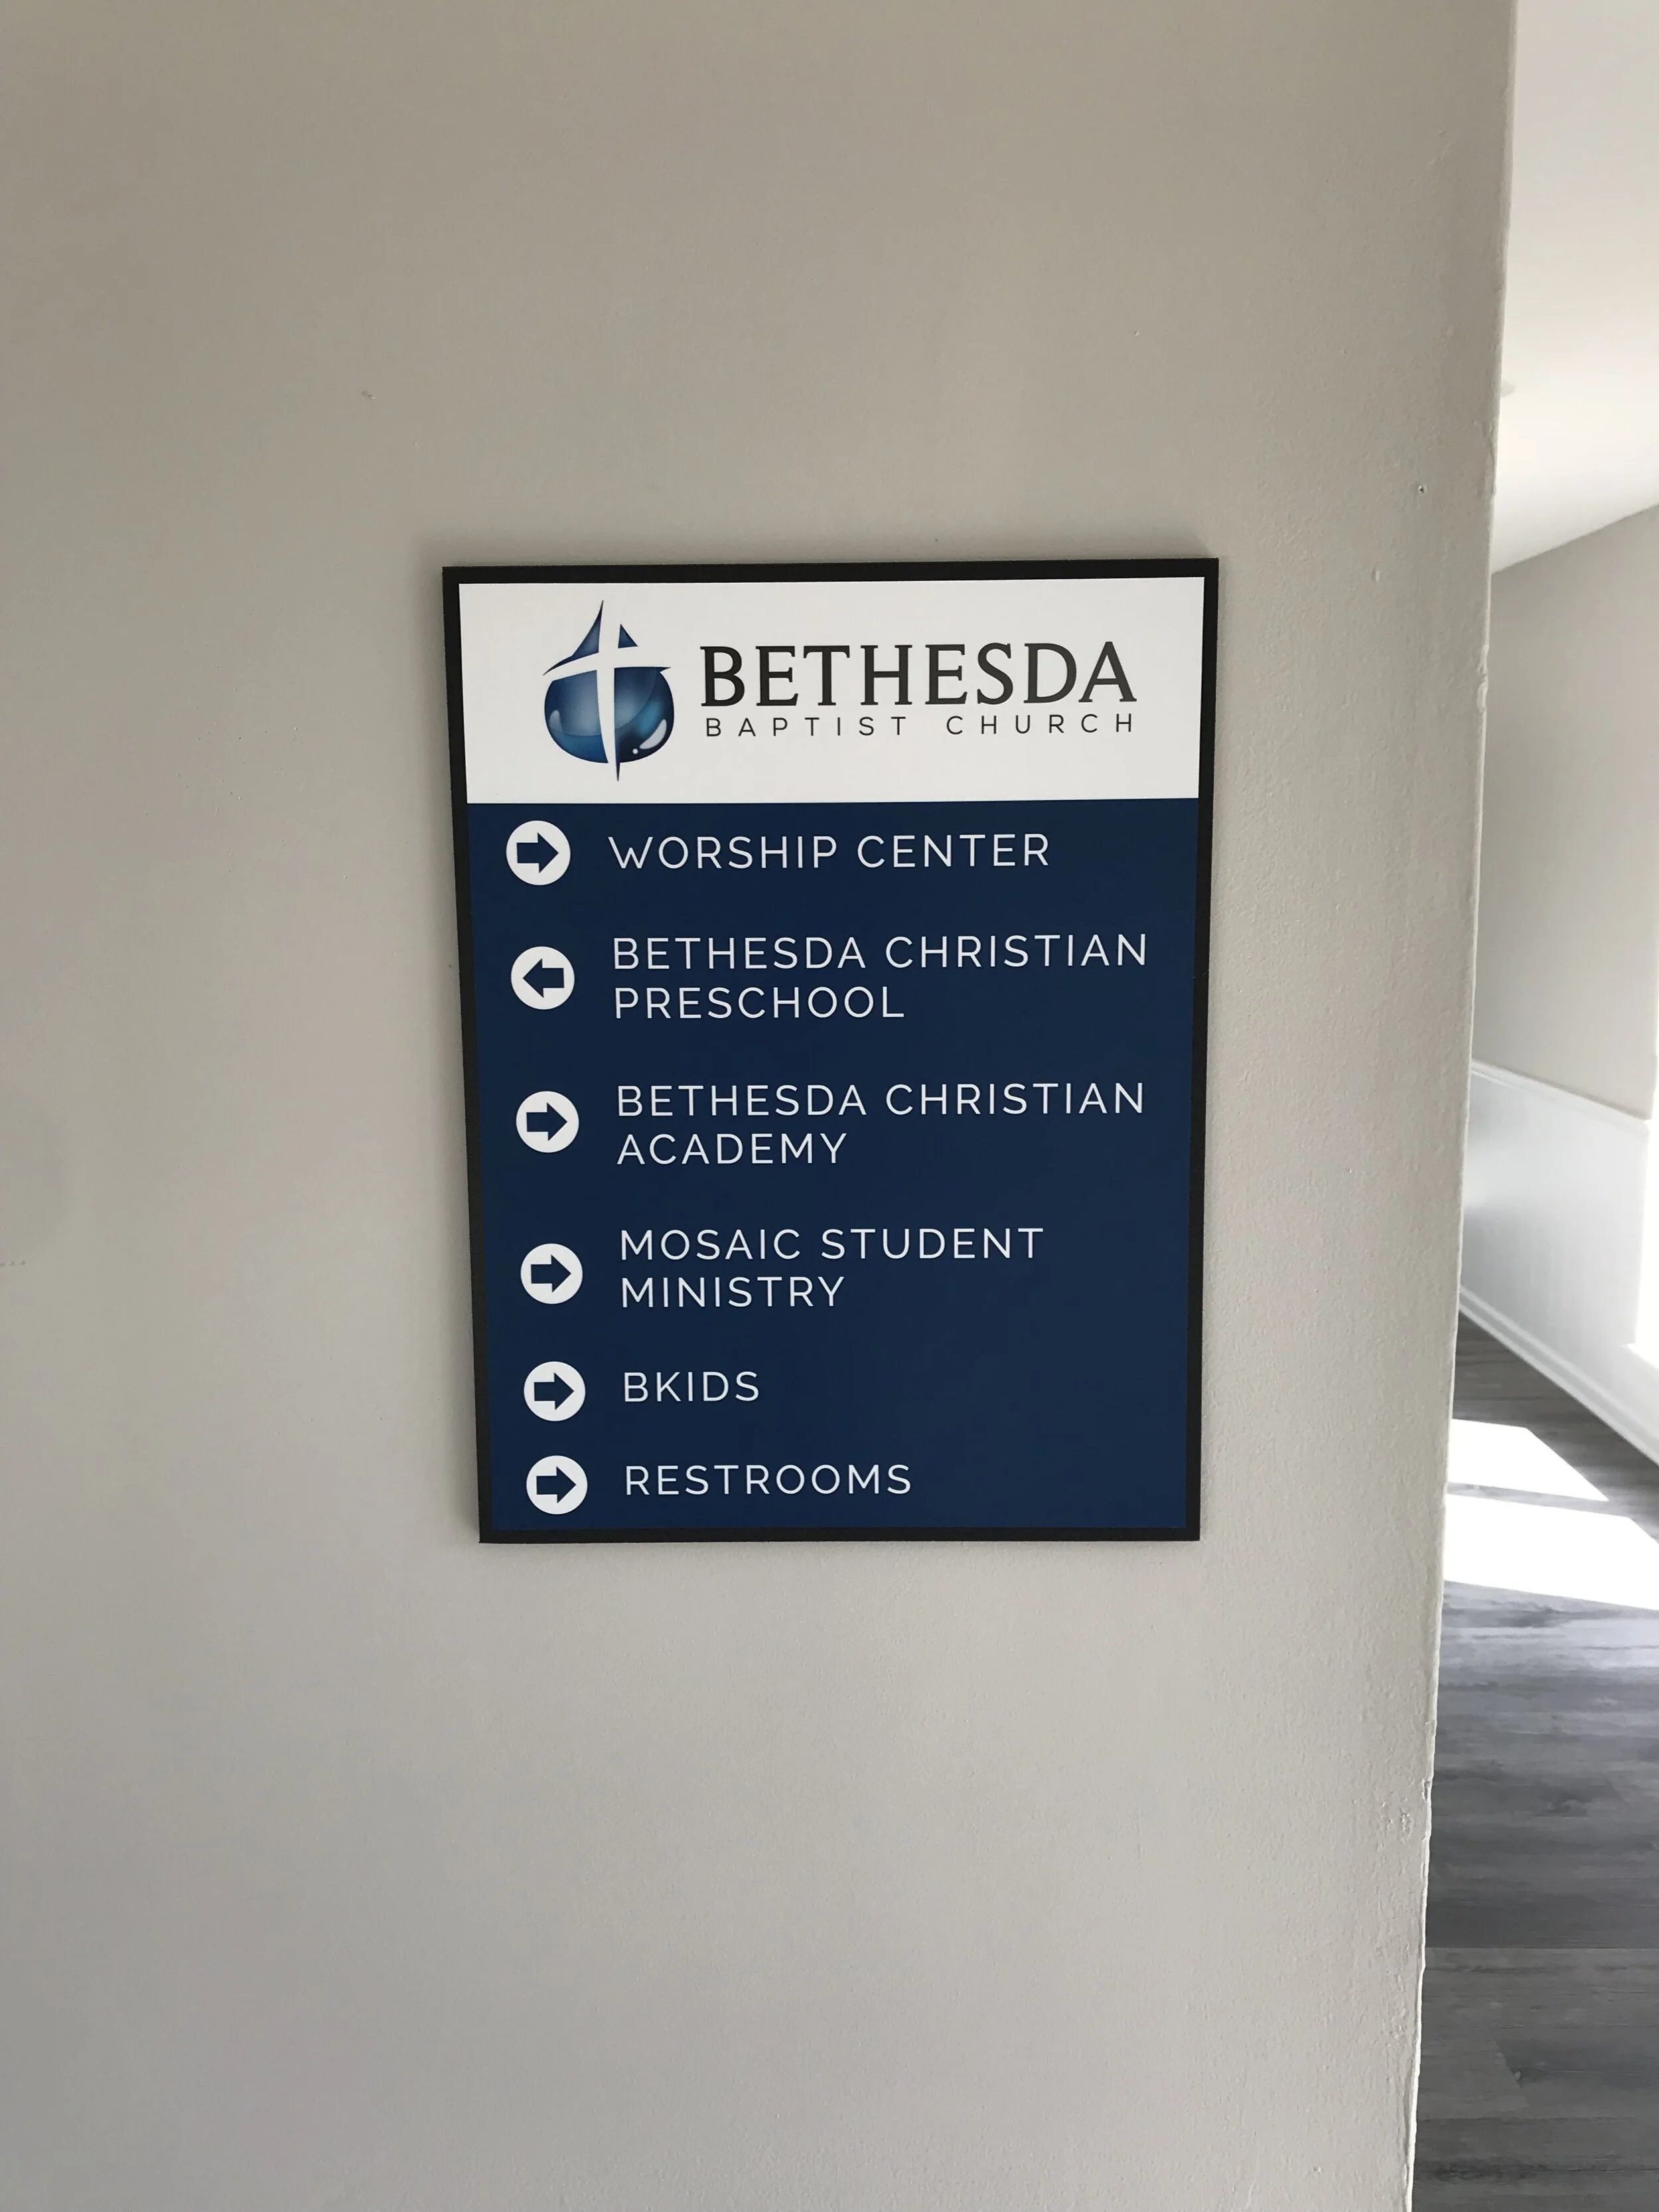 BETHESDA
BAPTIST CHURCH
WORSHIP CENTER
BETHESDA CHRISTIAN
PRESCHOOL
BETHESDA CHRISTIAN
ACADEMY
MOSAIC STUDENT
MINISTRY
BKIDS
RESTROOMS